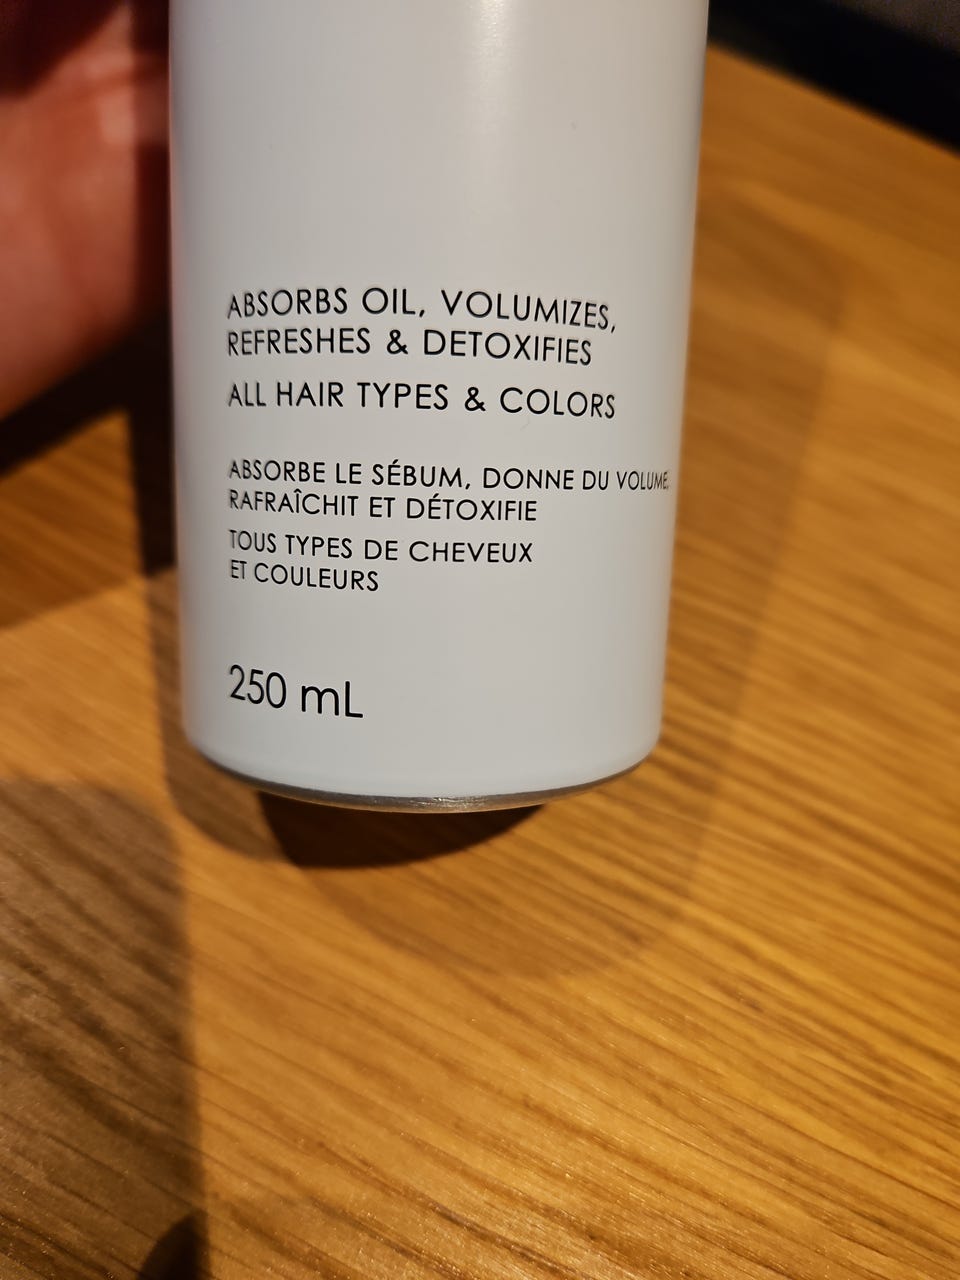 ABSORBS OIL, VOLUMIZES,
REFRESHES & DETOXIFIES
ALL HAIR TYPES & COLORS
ABSORBE LE SÉBUM, DONNE DU VOLUME,
RAFRAÎCHIT ET DÉTOXIFIE
TOUS TYPES DE CHEVEUX
ET COULEURS
250 mL